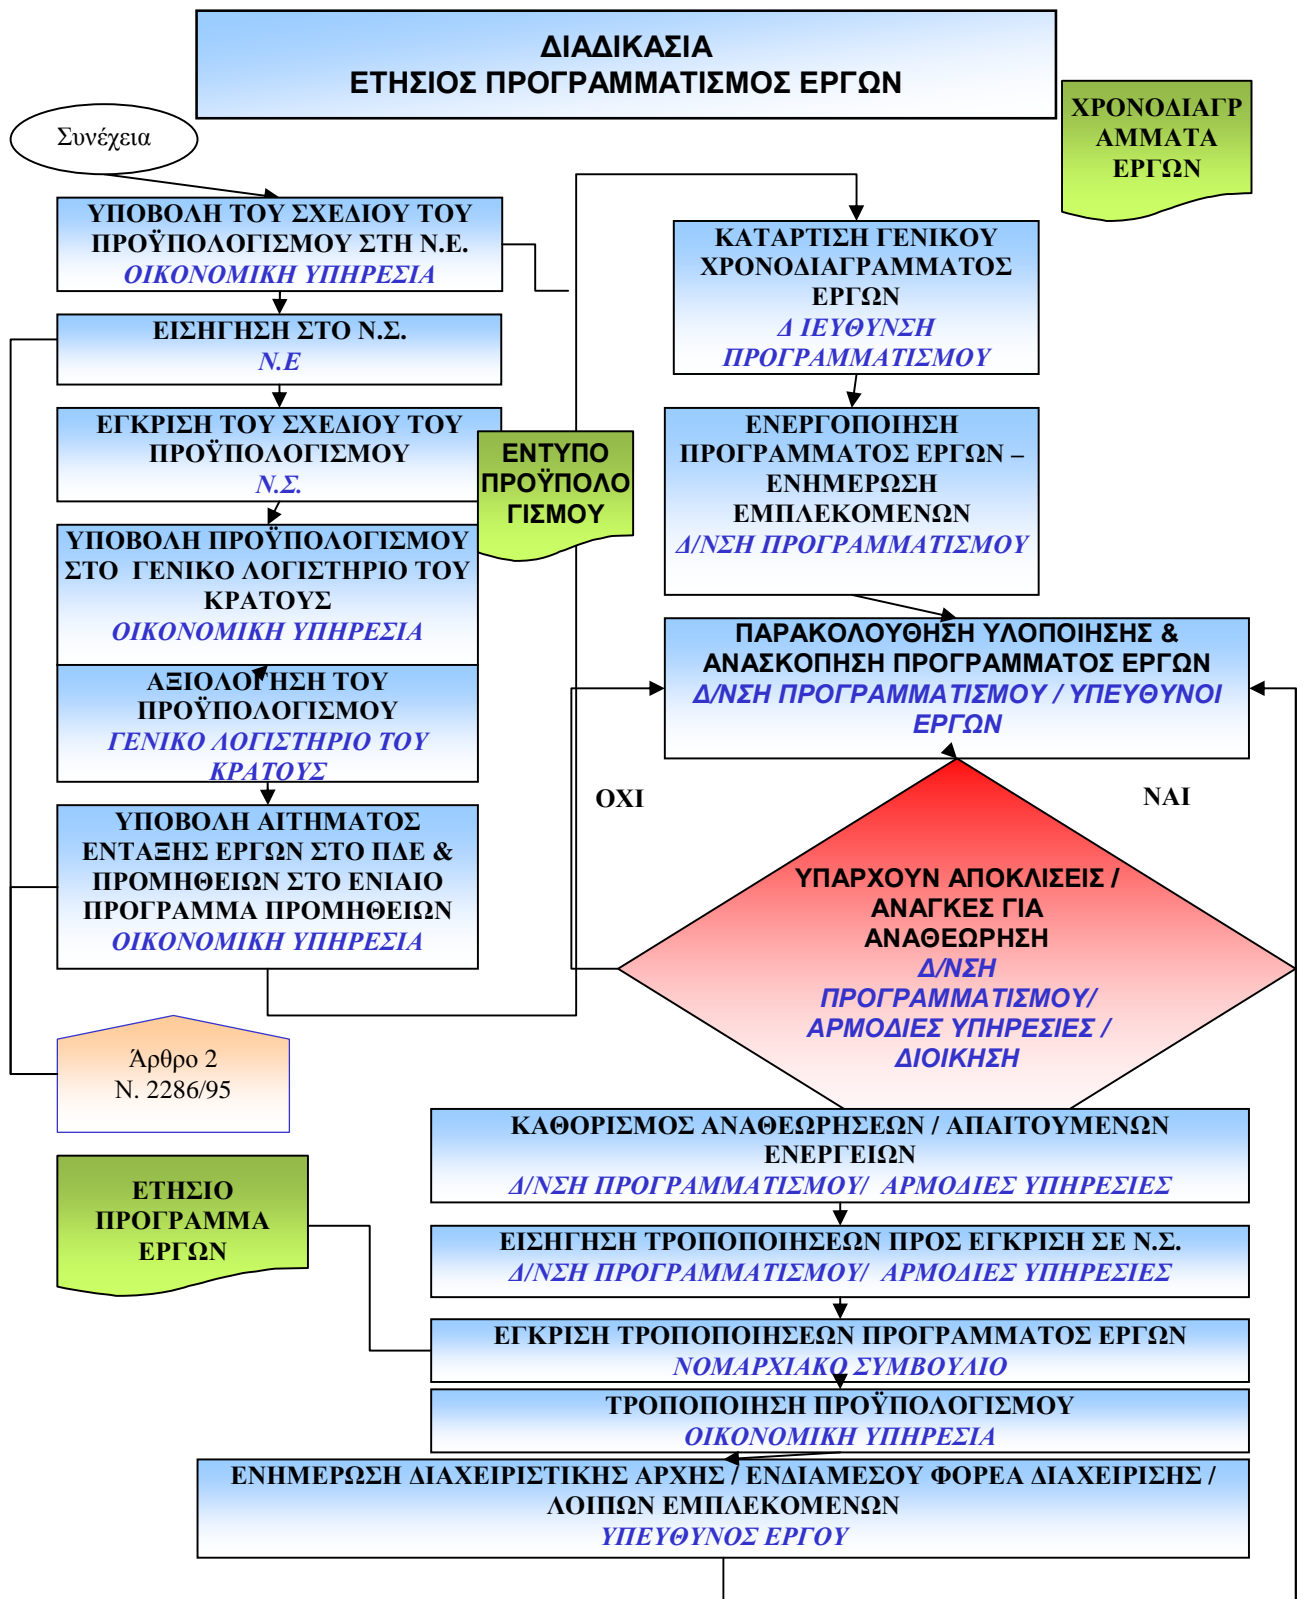 ΔΙΑΔΙΚΑΣΙΑ
ΕΤΗΣΙΟΣ ΠΡΟΓΡΑΜΜΑΤΙΣΜΟΣ ΕΡΓΩΝ
ΧΡΟΝΟΔΙΑΓΡ
ΑΜΜΑΤΑ
ΕΡΓΩΝ
Συνέχεια
ΥΠΟΒΟΛΗ ΤΟΥ ΣΧΕΔΙΟΥ ΤΟΥ
ΠΡΟΫΠΟΛΟΓΙΣΜΟΥ ΣΤΗ Ν.Ε.
ΟΙΚΟΝΟΜΙΚΗ ΥΠΗΡΕΣΙΑ
ΕΙΣΗΓΗΣΗ ΣΤΟ Ν.Σ.
Ν.Ε
ΕΓΚΡΙΣΗ ΤΟΥ ΣΧΕΔΙΟΥ ΤΟΥ
ΠΡΟΫΠΟΛΟΓΙΣΜΟΥ
Ν.Σ.
ΕΝΤΥΠΟ
ΠΡΟΫΠΟΛΟ
ΓΙΣΜΟΥ
ΥΠΟΒΟΛΗ ΠΡΟΫΠΟΛΟΓΙΣΜΟΥ
ΣΤΟ ΓΕΝΙΚΟ ΛΟΓΙΣΤΗΡΙΟ ΤΟΥ
ΚΡΑΤΟΥΣ
ΟΙΚΟΝΟΜΙΚΗ ΥΠΗΡΕΣΙΑ
ΑΞΙΟΛΟΓΗΣΗ ΤΟΥ
ΠΡΟΫΠΟΛΟΓΙΣΜΟΥ
ΓΕΝΙΚΟ ΛΟΓΙΣΤΗΡΙΟ ΤΟΥ
ΚΡΑΤΟΥΣ
ΥΠΟΒΟΛΗ ΑΙΤΗΜΑΤΟΣ
ΕΝΤΑΞΗΣ ΕΡΓΩΝ ΣΤΟ ΠΔΕ &
ΠΡΟΜΗΘΕΙΩΝ ΣΤΟ ΕΝΙΑΙΟ
ΠΡΟΓΡΑΜΜΑ ΠΡΟΜΗΘΕΙΩΝ
ΟΙΚΟΝΟΜΙΚΗ ΥΠΗΡΕΣΙΑ
Άρθρο 2
Ν. 2286/95
ΚΑΤΑΡΤΙΣΗ ΓΕΝΙΚΟΥ
ΧΡΟΝΟΔΙΑΓΡΑΜΜΑΤΟΣ
ΕΡΓΩΝ
Δ ΙΕΥΘΥΝΣΗ
ΠΡΟΓΡΑΜΜΑΤΙΣΜΟΥ
ΕΝΕΡΓΟΠΟΙΗΣΗ
ΠΡΟΓΡΑΜΜΑΤΟΣ ΕΡΓΩΝ –
ΕΝΗΜΕΡΩΣΗ
ΕΜΠΛΕΚΟΜΕΝΩΝ
Δ/ΝΣΗ ΠΡΟΓΡΑΜΜΑΤΙΣΜΟΥ
ΠΑΡΑΚΟΛΟΥΘΗΣΗ ΥΛΟΠΟΙΗΣΗΣ &
ΑΝΑΣΚΟΠΗΣΗ ΠΡΟΓΡΑΜΜΑΤΟΣ ΕΡΓΩΝ
Δ/ΝΣΗ ΠΡΟΓΡΑΜΜΑΤΙΣΜΟΥ / ΥΠΕΥΘΥΝΟΙ
ΕΡΓΩΝ
ΟΧΙ
ΝΑΙ
ΥΠΑΡΧΟΥΝ ΑΠΟΚΛΙΣΕΙΣ /
ΑΝΑΓΚΕΣ ΓΙΑ
ΑΝΑΘΕΩΡΗΣΗ
Δ/ΝΣΗ
ΠΡΟΓΡΑΜΜΑΤΙΣΜΟΥ/
ΑΡΜΟΔΙΕΣ ΥΠΗΡΕΣΙΕΣ /
ΔΙΟΙΚΗΣΗ
ΚΑΘΟΡΙΣΜΟΣ ΑΝΑΘΕΩΡΗΣΕΩΝ / ΑΠΑΙΤΟΥΜΕΝΩΝ
ΕΝΕΡΓΕΙΩΝ
Δ/ΝΣΗ ΠΡΟΓΡΑΜΜΑΤΙΣΜΟΥ/ ΑΡΜΟΔΙΕΣ ΥΠΗΡΕΣΙΕΣ
ΕΤΗΣΙΟ
ΠΡΟΓΡΑΜΜΑ
ΕΡΓΩΝ
ΕΙΣΗΓΗΣΗ ΤΡΟΠΟΠΟΙΗΣΕΩΝ ΠΡΟΣ ΕΓΚΡΙΣΗ ΣΕ Ν.Σ.
Δ/ΝΣΗ ΠΡΟΓΡΑΜΜΑΤΙΣΜΟΥ/ ΑΡΜΟΔΙΕΣ ΥΠΗΡΕΣΙΕΣ
ΕΓΚΡΙΣΗ ΤΡΟΠΟΠΟΙΗΣΕΩΝ ΠΡΟΓΡΑΜΜΑΤΟΣ ΕΡΓΩΝ
ΝΟΜΑΡΧΙΑΚΟ ΣΥΜΒΟΥΛΙΟ
ΤΡΟΠΟΠΟΙΗΣΗ ΠΡΟΫΠΟΛΟΓΙΣΜΟΥ
ΟΙΚΟΝΟΜΙΚΗ ΥΠΗΡΕΣΙΑ
ΕΝΗΜΕΡΩΣΗ ΔΙΑΧΕΙΡΙΣΤΙΚΗΣ ΑΡΧΗΣ / ΕΝΔΙΑΜΕΣΟΥ ΦΟΡΕΑ ΔΙΑΧΕΙΡΙΣΗΣ /
ΛΟΙΠΩΝ ΕΜΠΛΕΚΟΜΕΝΩΝ
ΥΠΕΥΘΥΝΟΣ ΕΡΓΟΥ